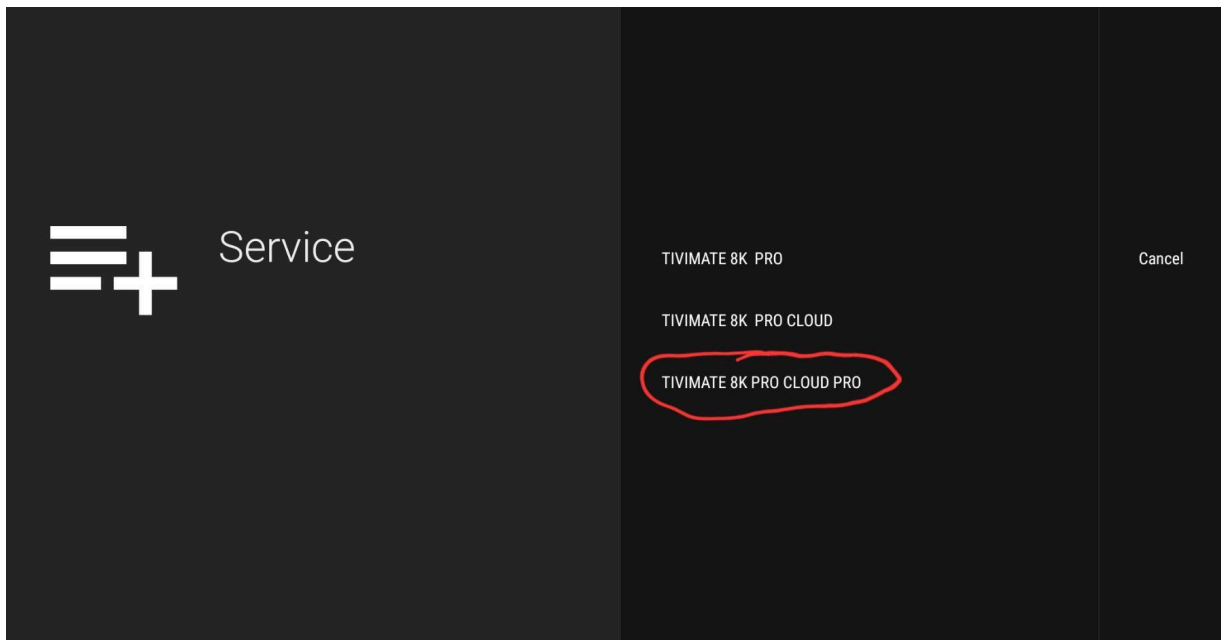 Service
TIVIMATE 8K  PRO
Cancel
TIVIMATE 8K  PRO CLOUD
TIVIMATE 8K PRO CLOUD PRO